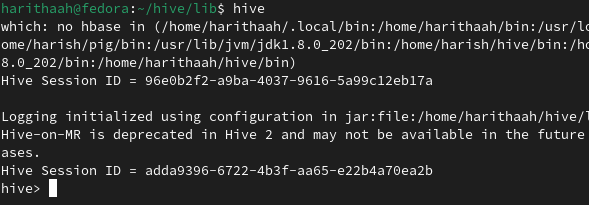 harithaah@fedora:~/hive/lib$ hive
which: no hbase in (/home/harithaah/.local/bin:/home/harithaah/bin:/usr/lo
ome/harish/pig/bin:/usr/lib/jvm/jdk1.8.0_202/bin:/home/harish/hive/bin:/ho
8.0_202/bin:/home/harithaah/hive/bin)
Hive Session ID = 96e0b2f2-a9ba-4037-9616-5a99c12eb17a
Logging initialized using configuration in jar:file:/home/harithaah/hive/l
Hive-on-MR is deprecated in Hive 2 and may not be available in the future
ases.
Hive Session ID = adda9396-6722-4b3f-aa65-e22b4a70ea2b
hive>